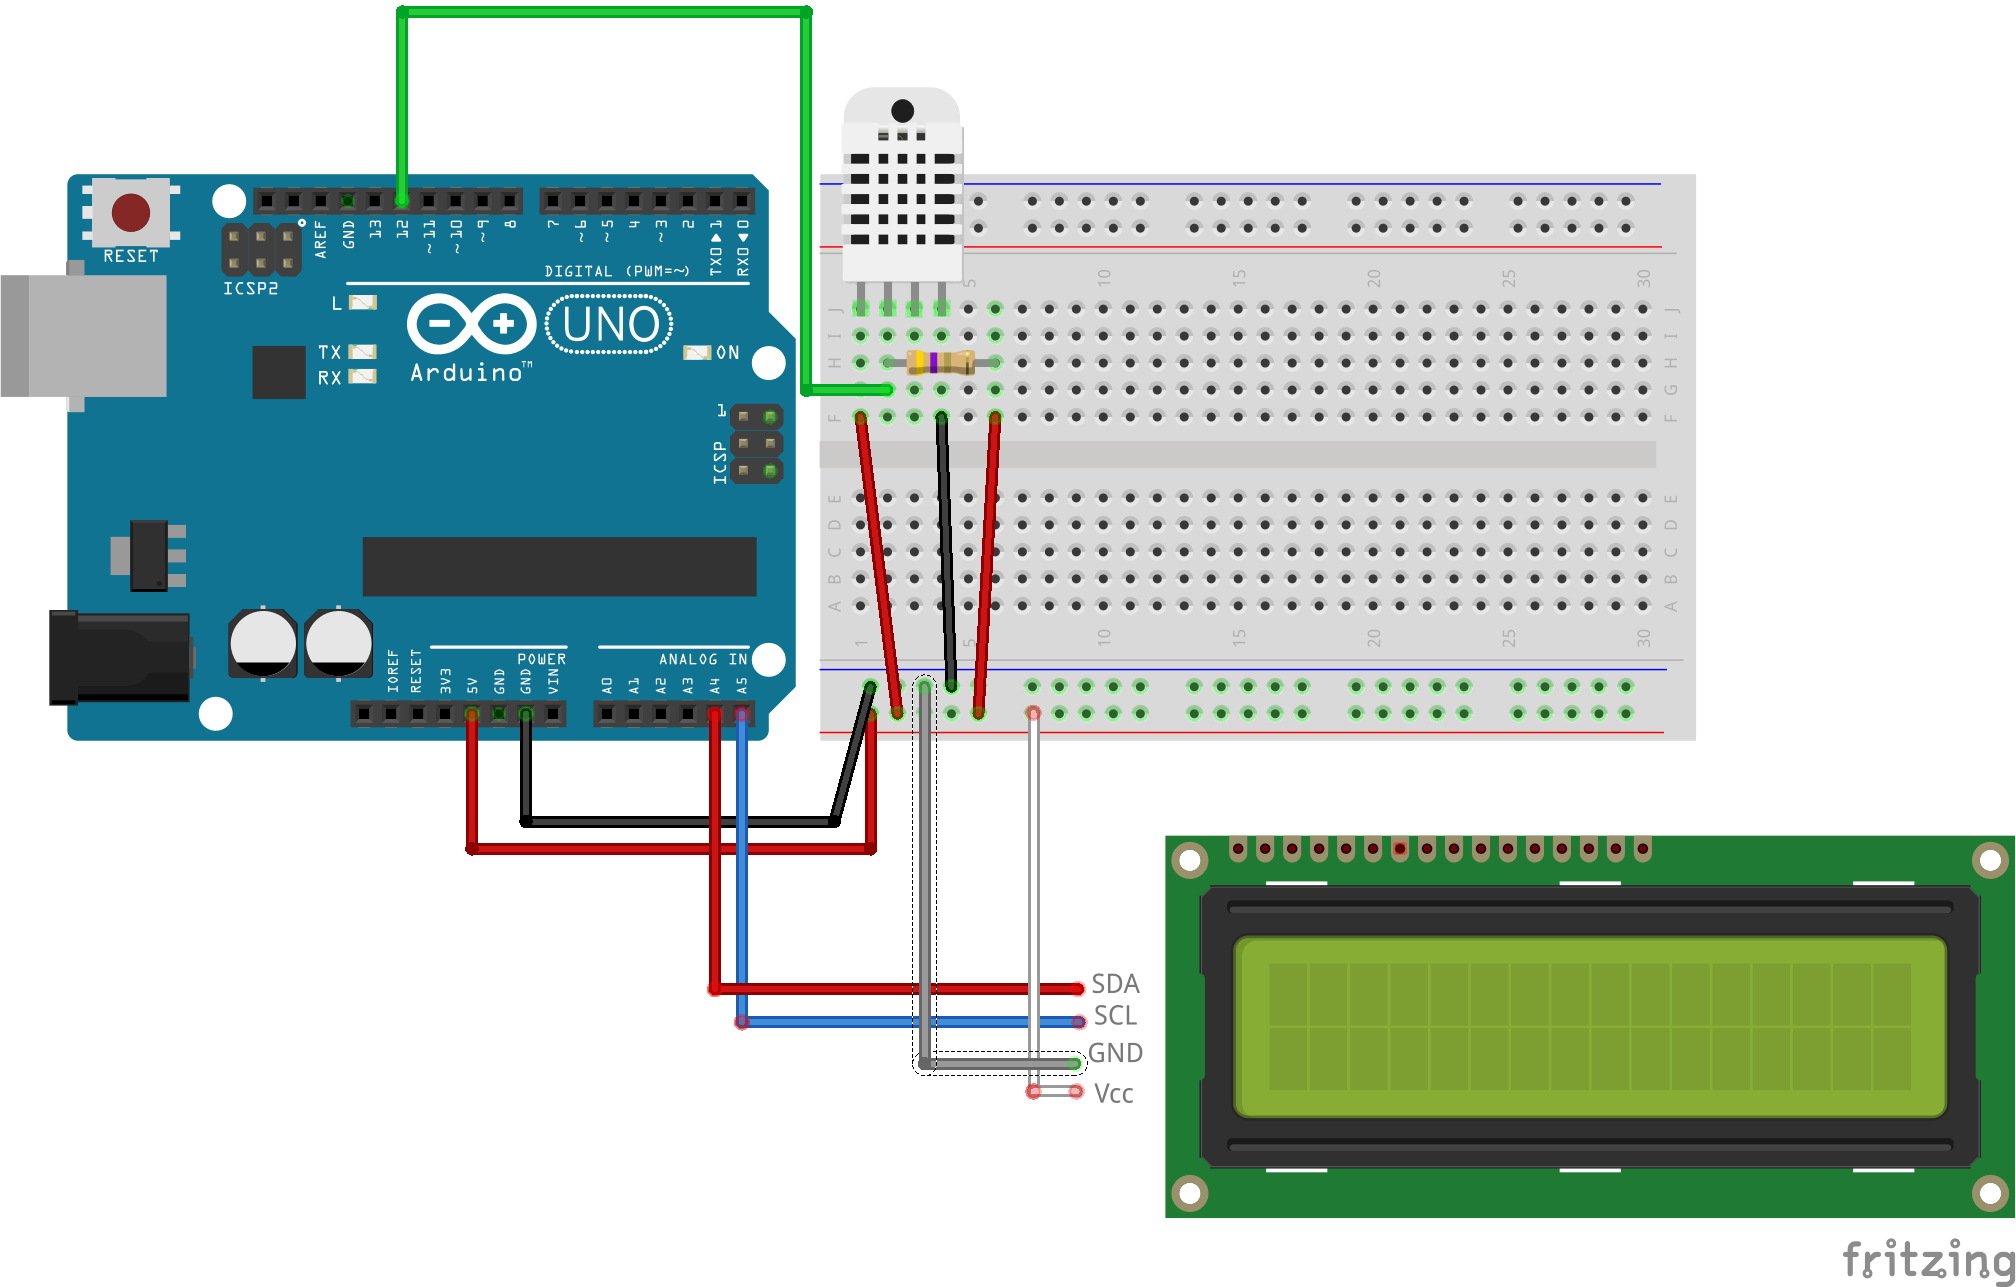 RESET
ICSP2
AREF
GND
13
12
~11
~10
~9
8
7
~6
~5
4
~3
2
TX0▶1
RX0◀0
DIGITAL (PWM=~)
L
TX
RX
UNO
ON
Arduino™
1
ICSP
IOREF
RESET
3V3
5V
GND
GND
VIN
POWER
A0
A1
A2
A3
A4
A5
ANALOG IN
5
10
15
20
25
30
J
I
H
G
F
J
I
H
G
F
E
D
C
B
A
E
D
C
B
A
1
5
10
15
20
25
30
SDA
SCL
GND
Vcc
fritzing